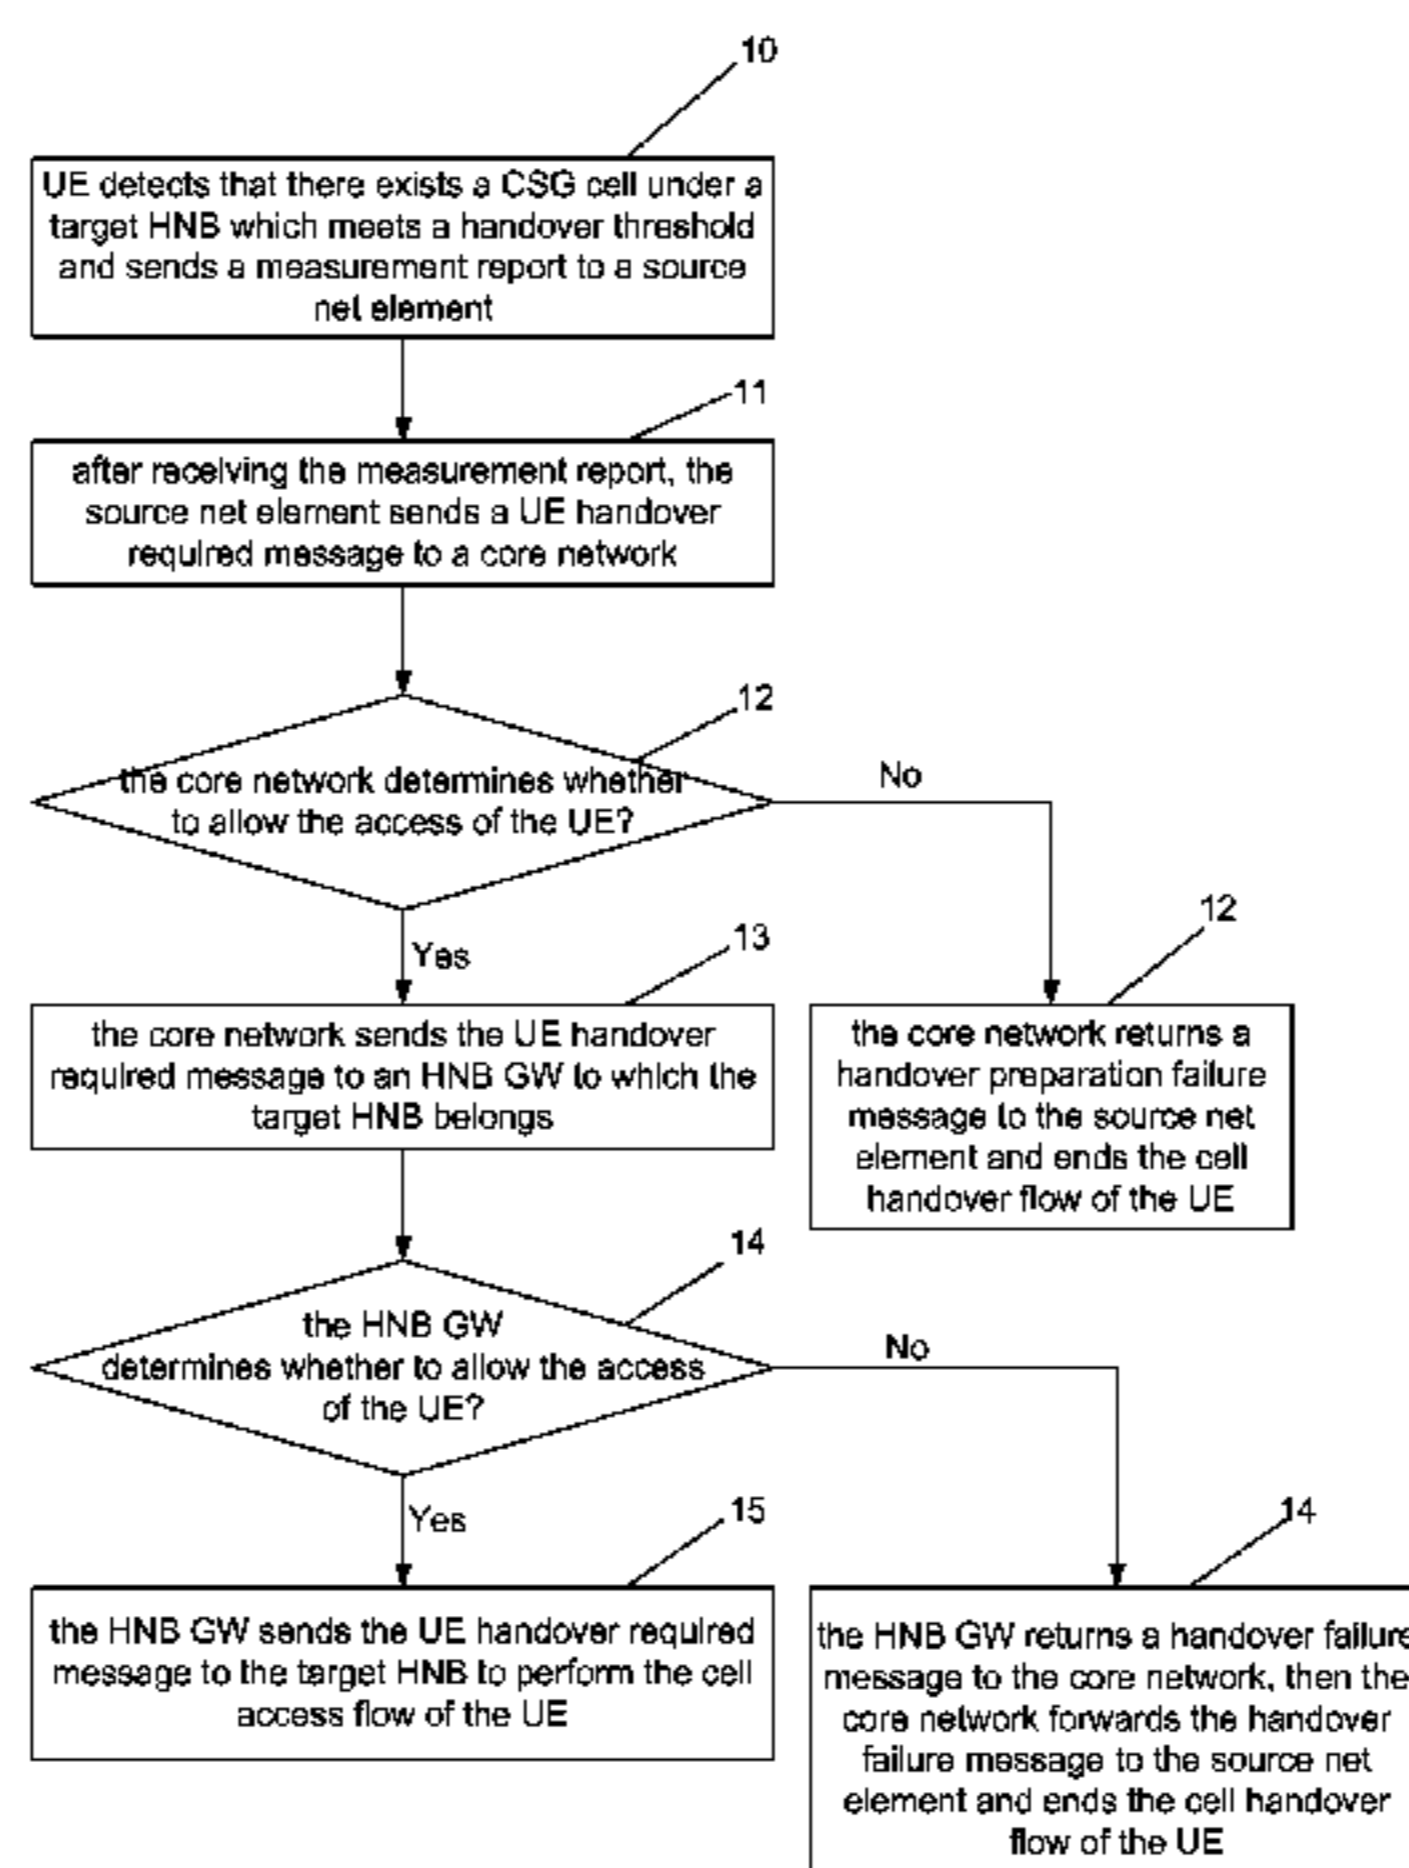 10
UE detects that there exists a CSG cell under a
target HNB which meets a handover threshold
and sends a measurement report to a source
net element
11
after receiving the measurement report, the
source net element sends a UE handover
required message to a core network
12
the core network determines whether
to allow the access of the UE?
No
Yes
12
13
the core network sends the UE handover
required message to an HNB GW to which the
target HNB belongs
the core network returns a
handover preparation failure
message to the source net
element and ends the cell
handover flow of the UE
14
the HNB GW
determines whether to allow the access
of the UE?
No
Yes
15
the HNB GW sends the UE handover required
message to the target HNB to perform the cell
access flow of the UE
14
the HNB GW returns a handover failure
message to the core network, then the
core network forwards the handover
failure message to the source net
element and ends the cell handover
flow of the UE